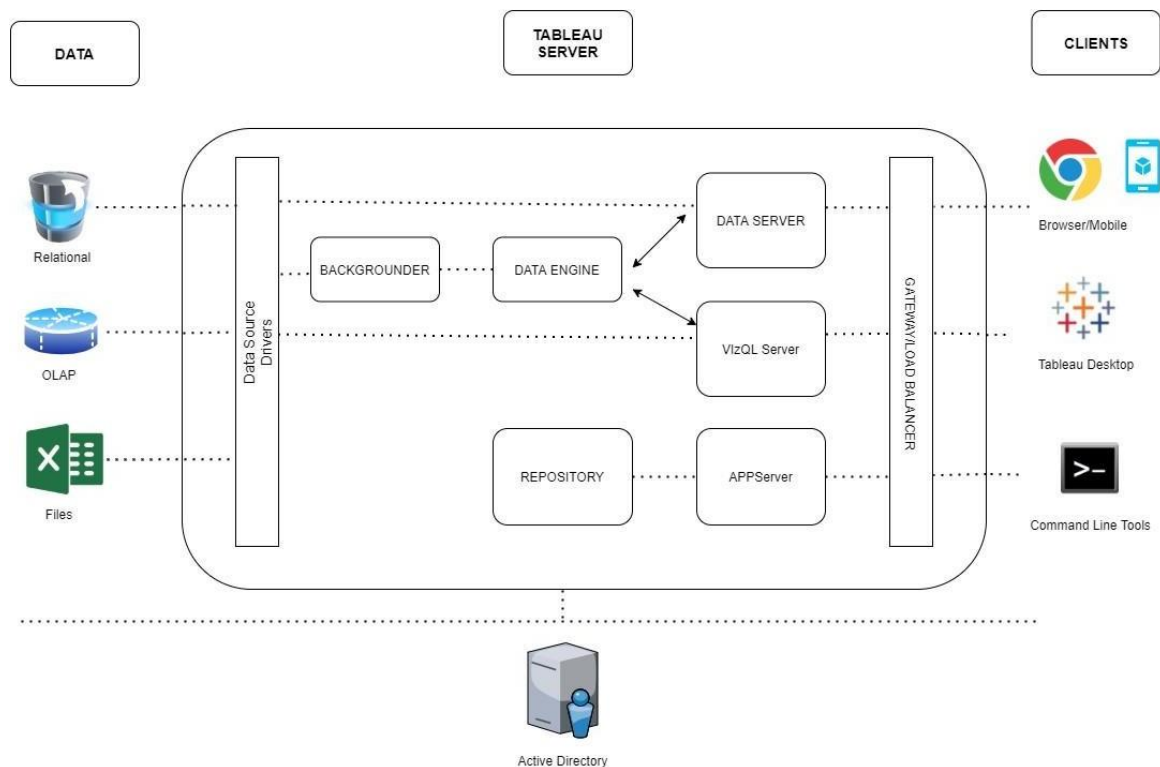 DATA
TABLEAU
SERVER
CLIENTS
Relational
OLAP
Files
Data Source
Drivers
BACKGROUNDER
DATA ENGINE
DATA SERVER
VIzQL Server
REPOSITORY
APPServer
GATEWAY/LOAD BALANCER
Browser/Mobile
Tableau Desktop
>-
Command Line Tools
Active Directory